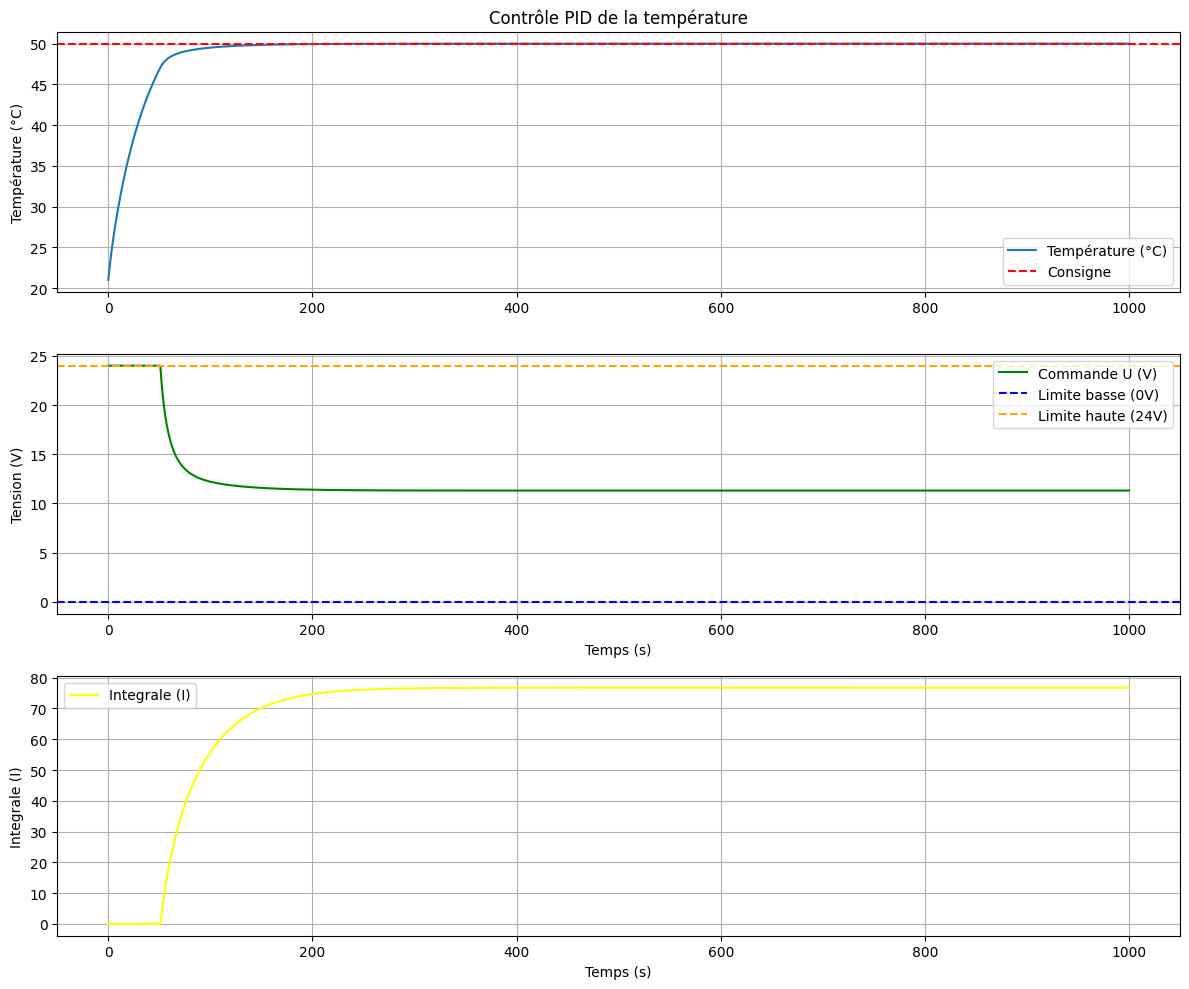 Contrôle PID de la température
50
45
40
35
30
25
20
Température (°C)
Température (°C)
Consigne
0 200 400 600 800 1000
25
20
15
10
5
0
Tension (V)
Commande U (V)
Limite basse (0V)
Limite haute (24V)
0 200 400 600 800 1000
Temps (s)
80
70
60
50
40
30
20
10
0
Integrale (I)
Integrale (I)
0 200 400 600 800 1000
Temps (s)